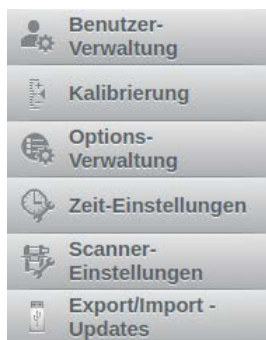 Benutzer-
Verwaltung
Kalibrierung
Options-
Verwaltung
Zeit-Einstellungen
Scanner-
Einstellungen
Export/Import -
Updates